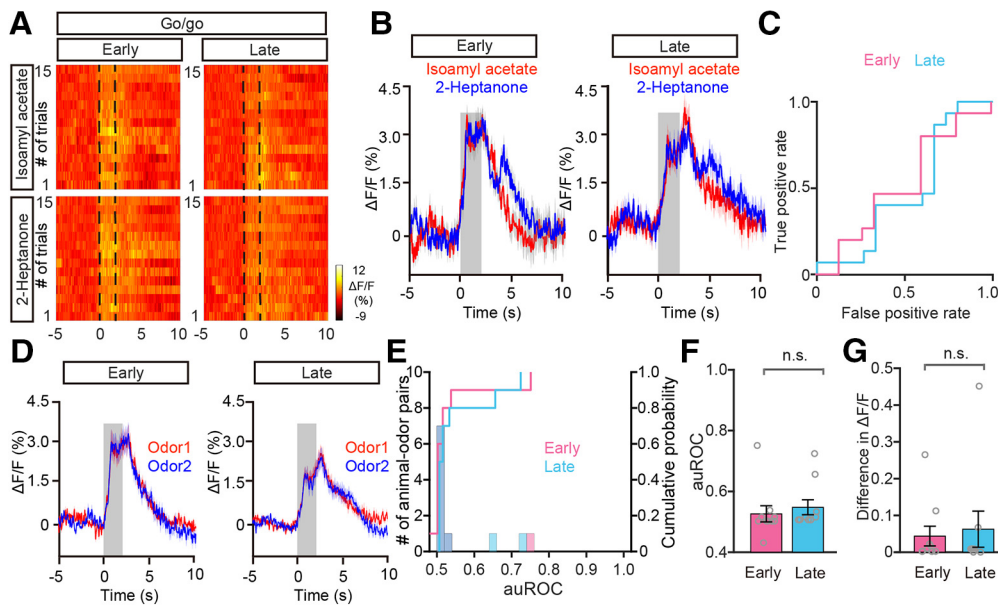 A
Go/go
Early
Late
Isoamyl acetate
# of trials
15
1
15
1
2-Heptanone
# of trials
15
1
15
1
-5 0 5 10
-5 0 5 10
12
ΔF/F
(%)
-9
B
Early
Isoamyl acetate
2-Heptanone
ΔF/F (%)
4.5
3.0
1.5
0
-5 0 5 10
Time (s)
Late
Isoamyl acetate
2-Heptanone
ΔF/F (%)
4.5
3.0
1.5
0
-5 0 5 10
Time (s)
C
Early Late
True positive rate
1.0
0.5
0
0 0.5 1.0
False positive rate
D
Early
Odor1
Odor2
ΔF/F (%)
4.5
3.0
1.5
0
-5 0 5 10
Time (s)
Late
Odor1
Odor2
ΔF/F (%)
4.5
3.0
1.5
0
-5 0 5 10
Time (s)
E
# of animal-odor pairs
10
8
6
4
2
0
Early
Late
1.0
0.8
0.6
0.4
0.2
0
Cumulative probability
0.5 0.6 0.7 0.8 0.9 1.0
auROC
F
n.s.
auROC
1.0
0.8
0.6
0.4
Early Late
G
n.s.
Difference in ΔF/F
0.5
0.4
0.3
0.2
0.1
0
Early Late